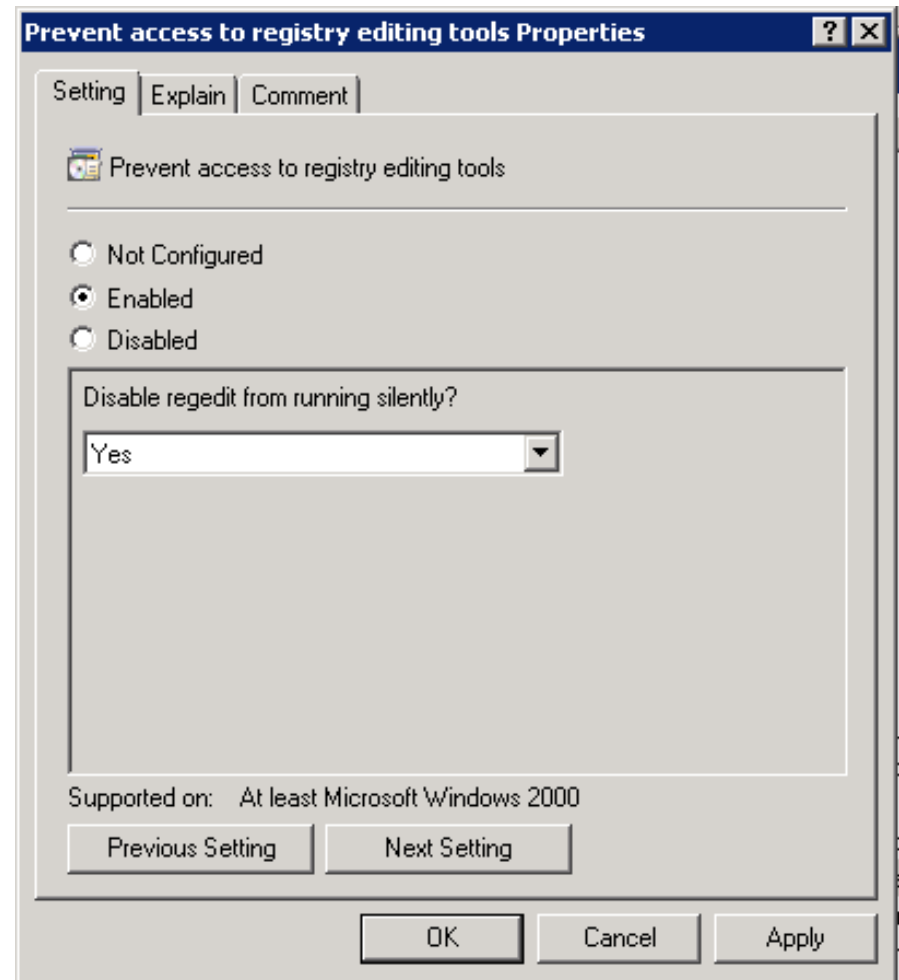 Prevent access to registry editing tools Properties
Setting Explain Comment
Prevent access to registry editing tools
Not Configured
Enabled
Disabled
Disable regedit from running silently?
Yes
Supported on: At least Microsoft Windows 2000
Previous Setting Next Setting
OK Cancel Apply